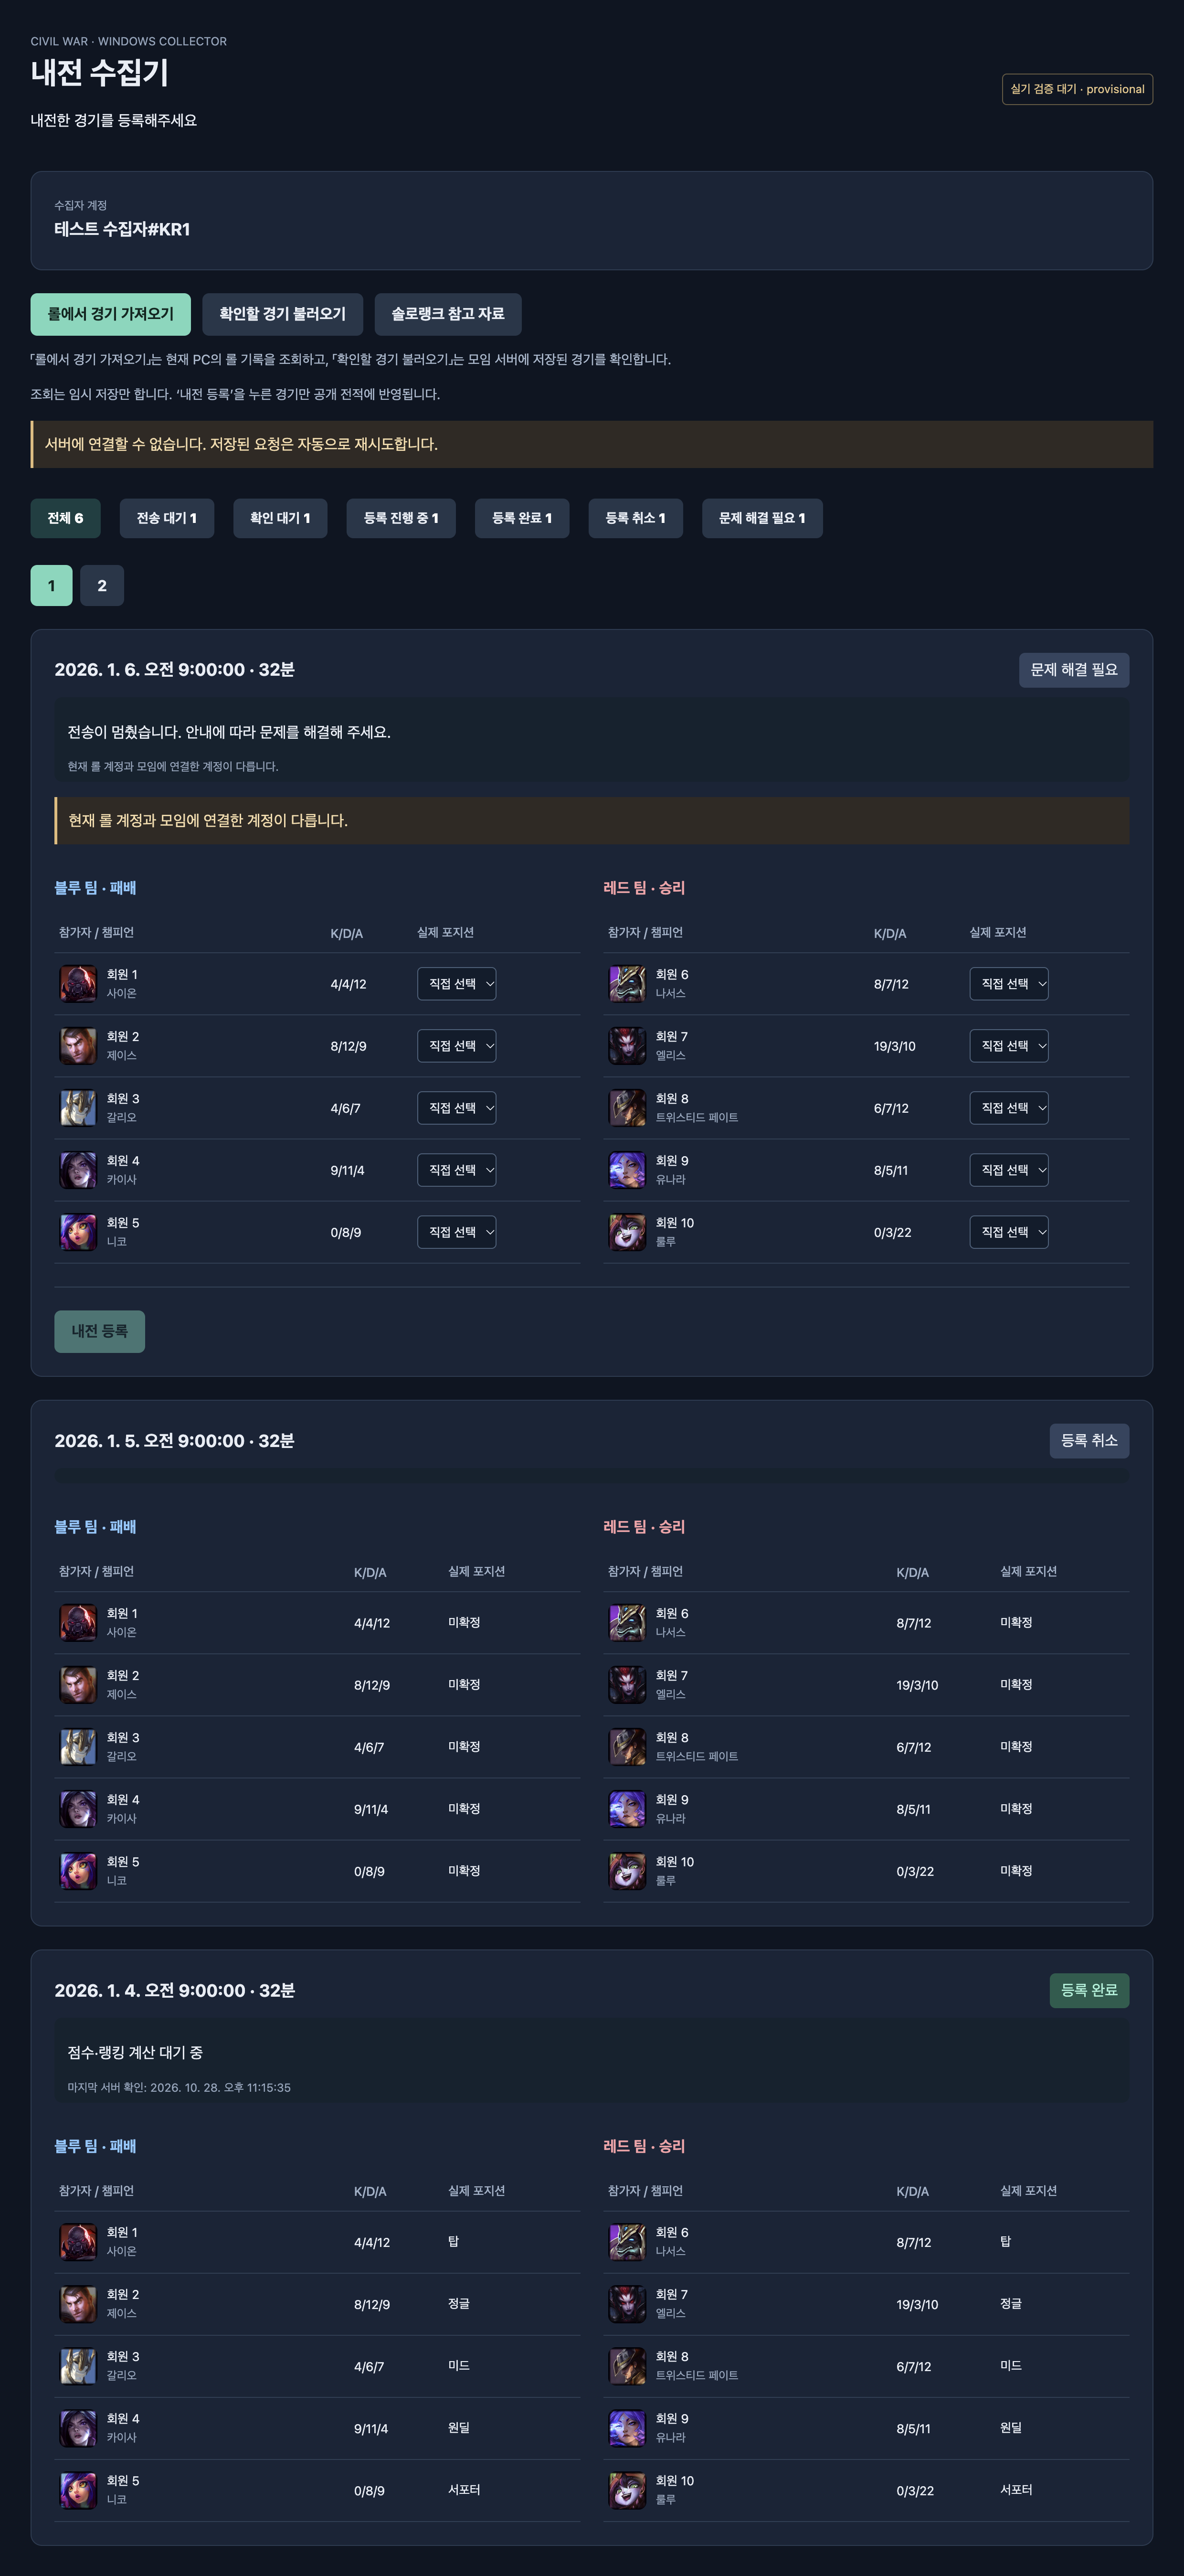 CIVIL WAR · WINDOWS COLLECTOR
내전 수집기
실기 검증 대기 · provisional
내전한 경기를 등록해주세요
수집자 계정
테스트 수집자#KR1
롤에서 경기 가져오기 확인할 경기 불러오기 솔로랭크 참고 자료
「롤에서 경기 가져오기」는 현재 PC의 롤 기록을 조회하고, 「확인할 경기 불러오기」는 모임 서버에 저장된 경기를 확인합니다.
조회는 임시 저장만 합니다. ‘내전 등록’을 누른 경기만 공개 전적에 반영됩니다.
서버에 연결할 수 없습니다. 저장된 요청은 자동으로 재시도합니다.
전체 6 전송 대기 1 확인 대기 1 등록 진행 중 1 등록 완료 1 등록 취소 1 문제 해결 필요 1
1 2
2026. 1. 6. 오전 9:00:00 · 32분 문제 해결 필요
전송이 멈췄습니다. 안내에 따라 문제를 해결해 주세요.
현재 롤 계정과 모임에 연결한 계정이 다릅니다.
현재 롤 계정과 모임에 연결한 계정이 다릅니다.
블루 팀 · 패배
참가자 / 챔피언 K/D/A 실제 포지션
회원 1
사이온
4/4/12 직접 선택
회원 2
제이스
8/12/9 직접 선택
회원 3
갈리오
4/6/7 직접 선택
회원 4
카이사
9/11/4 직접 선택
회원 5
니코
0/8/9 직접 선택
레드 팀 · 승리
참가자 / 챔피언 K/D/A 실제 포지션
회원 6
나서스
8/7/12 직접 선택
회원 7
엘리스
19/3/10 직접 선택
회원 8
트위스티드 페이트
6/7/12 직접 선택
회원 9
유나라
8/5/11 직접 선택
회원 10
룰루
0/3/22 직접 선택
내전 등록
2026. 1. 5. 오전 9:00:00 · 32분 등록 취소
블루 팀 · 패배
참가자 / 챔피언 K/D/A 실제 포지션
회원 1
사이온
4/4/12 미확정
회원 2
제이스
8/12/9 미확정
회원 3
갈리오
4/6/7 미확정
회원 4
카이사
9/11/4 미확정
회원 5
니코
0/8/9 미확정
레드 팀 · 승리
참가자 / 챔피언 K/D/A 실제 포지션
회원 6
나서스
8/7/12 미확정
회원 7
엘리스
19/3/10 미확정
회원 8
트위스티드 페이트
6/7/12 미확정
회원 9
유나라
8/5/11 미확정
회원 10
룰루
0/3/22 미확정
2026. 1. 4. 오전 9:00:00 · 32분 등록 완료
점수·랭킹 계산 대기 중
마지막 서버 확인: 2026. 10. 28. 오후 11:15:35
블루 팀 · 패배
참가자 / 챔피언 K/D/A 실제 포지션
회원 1
사이온
4/4/12 탑
회원 2
제이스
8/12/9 정글
회원 3
갈리오
4/6/7 미드
회원 4
카이사
9/11/4 원딜
회원 5
니코
0/8/9 서포터
레드 팀 · 승리
참가자 / 챔피언 K/D/A 실제 포지션
회원 6
나서스
8/7/12 탑
회원 7
엘리스
19/3/10 정글
회원 8
트위스티드 페이트
6/7/12 미드
회원 9
유나라
8/5/11 원딜
회원 10
룰루
0/3/22 서포터